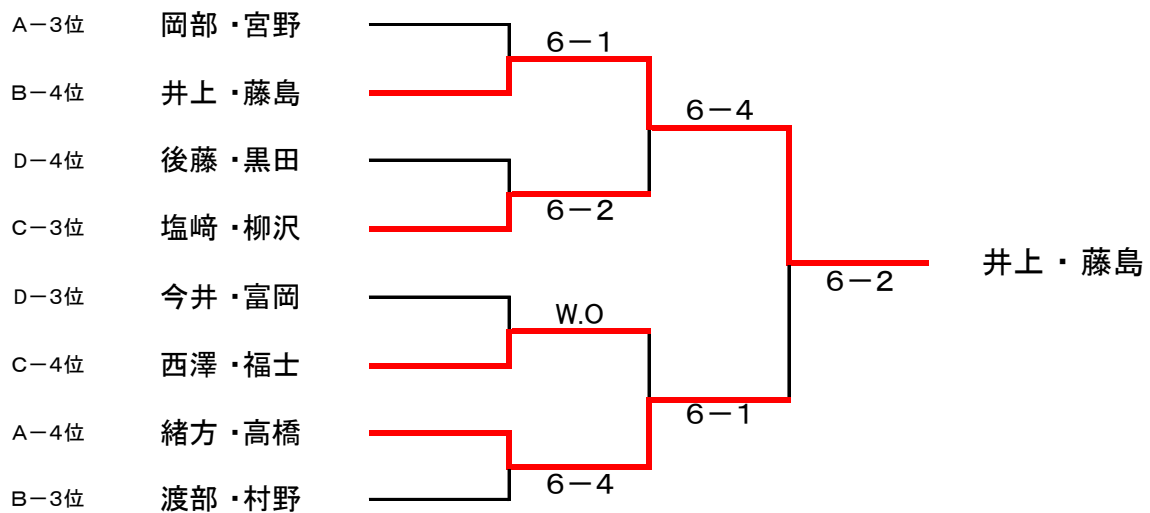 A－3位 岡部・宮野
6－1
B－4位 井上・藤島
6－4
D－4位 後藤・黒田
6－2
C－3位 塩﨑・柳沢
井上・藤島
6－2
D－3位 今井・富岡
W.O
C－4位 西澤・福士
6－1
A－4位 緒方・高橋
6－4
B－3位 渡部・村野